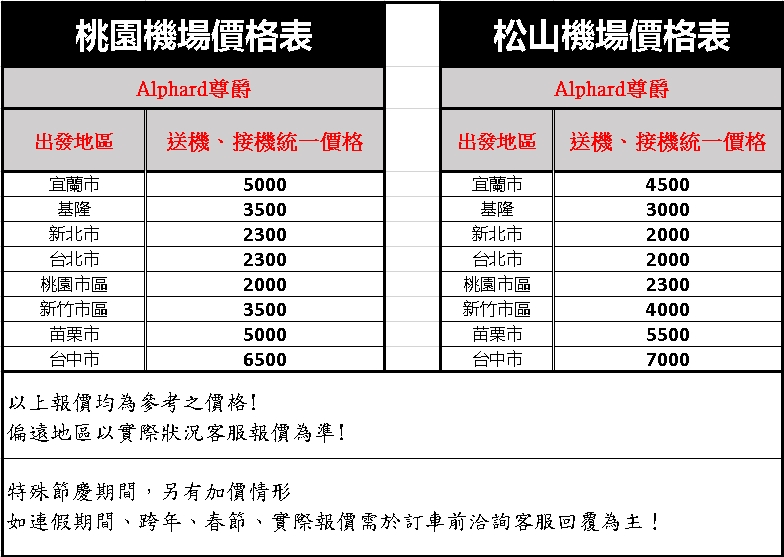 桃園機場價格表
Alphard尊爵
出發地區 送機、接機統一價格
宜蘭市 5000
基隆 3500
新北市 2300
台北市 2300
桃園市區 2000
新竹市區 3500
苗栗市 5000
台中市 6500
松山機場價格表
Alphard尊爵
出發地區 送機、接機統一價格
宜蘭市 4500
基隆 3000
新北市 2000
台北市 2000
桃園市區 2300
新竹市區 4000
苗栗市 5500
台中市 7000
以上報價均為參考之價格!
偏遠地區以實際狀況客服報價為準!
特殊節慶期間，另有加價情形
如連假期間、跨年、春節、實際報價需於訂車前洽詢客服回覆為主！